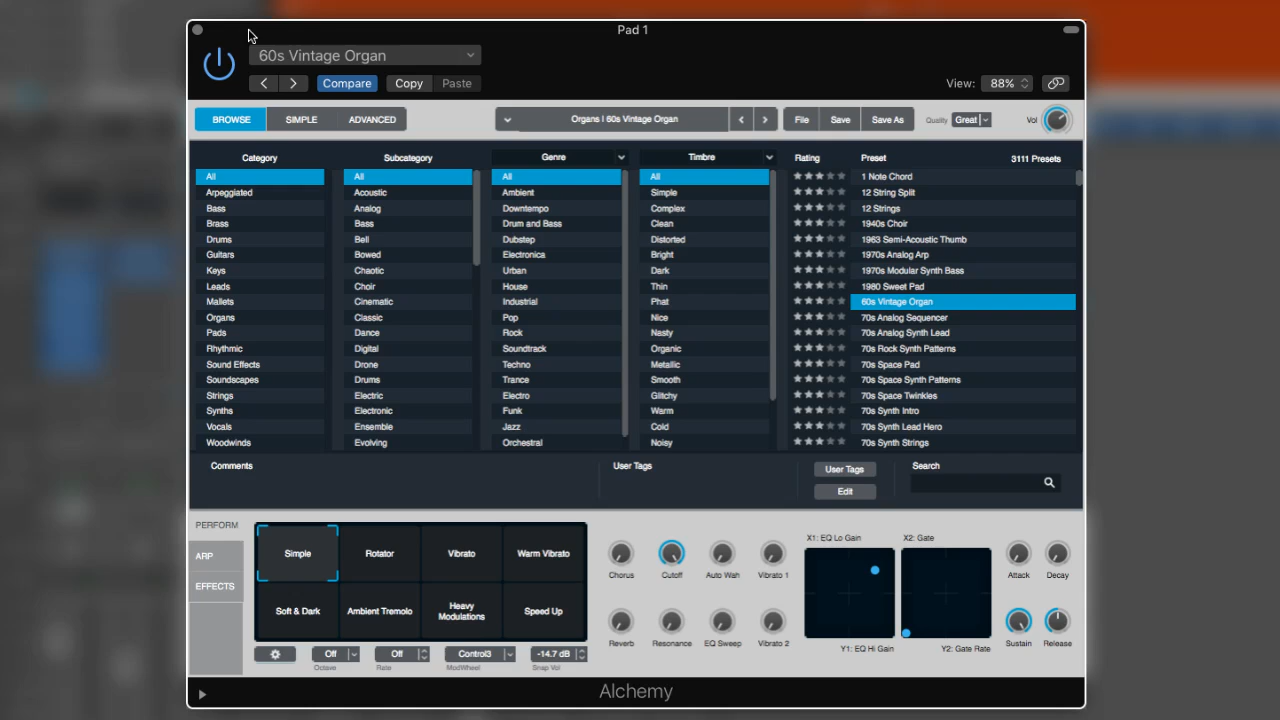 Pad 1
60s Vintage Organ
Compare Copy Paste View: 88%
BROWSE SIMPLE ADVANCED Organs | 60s Vintage Organ File Save Save As Quality Great Vol
Category Subcategory Genre Timbre Rating Preset 3111 Presets
All All All All 1 Note Chord
Arpeggiated Acoustic Ambient Simple 12 String Split
Bass Analog Downtempo Complex 12 Strings
Brass Bass Drum and Bass Clean 1940s Choir
Drums Bell Dubstep Distorted 1963 Semi-Acoustic Thumb
Guitars Bowed Electronica Bright 1970s Analog Arp
Keys Chaotic Urban Dark 1970s Modular Synth Bass
Leads Choir House Thin 1980 Sweet Pad
Mallets Cinematic Industrial Phat 60s Vintage Organ
Organs Classic Pop Nice 70s Analog Sequencer
Pads Dance Rock Nasty 70s Analog Synth Lead
Rhythmic Digital Soundtrack Organic 70s Rock Synth Patterns
Sound Effects Drone Techno Metallic 70s Space Pad
Soundscapes Drums Trance Smooth 70s Space Synth Patterns
Strings Electric Electro Glitchy 70s Space Twinkles
Synths Electronic Funk Warm 70s Synth Intro
Vocals Ensemble Jazz Cold 70s Synth Lead Hero
Woodwinds Evolving Orchestral Noisy 70s Synth Strings
Comments User Tags User Tags Search
Edit
PERFORM
ARP
EFFECTS
Simple Rotator Vibrato Warm Vibrato
Soft & Dark Ambient Tremolo Heavy Modulations Speed Up
Off Off Control3 -14.7 dB
Octave Rate ModWheel Snap Vol
Chorus Cutoff Auto Wah Vibrato 1
Reverb Resonance EQ Sweep Vibrato 2
X1: EQ Lo Gain X2: Gate
Y1: EQ Hi Gain Y2: Gate Rate
Attack Decay
Sustain Release
Alchemy